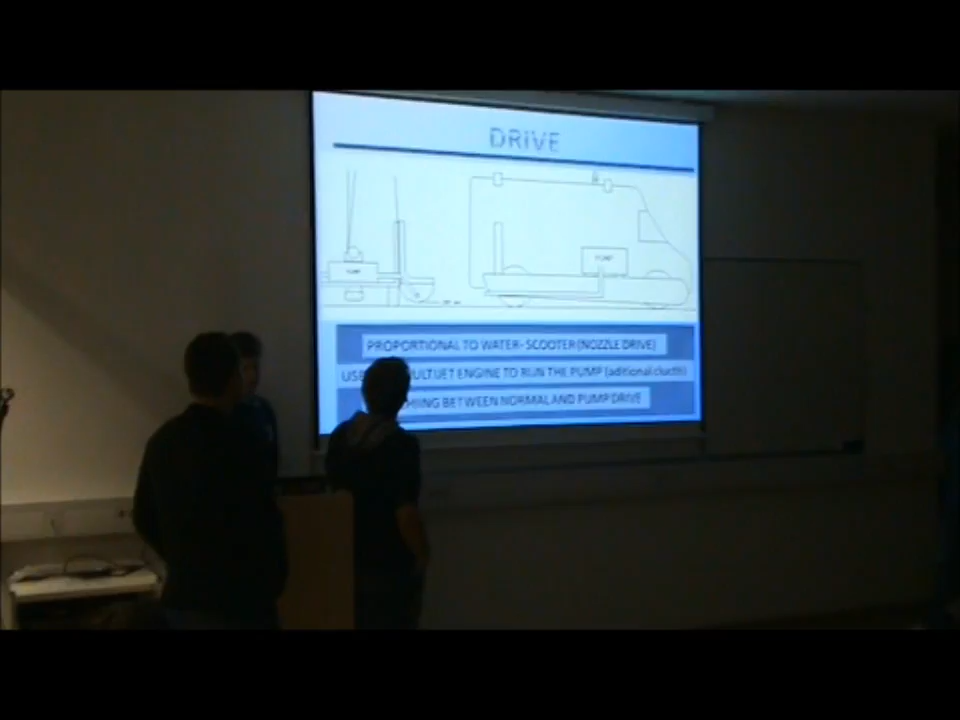 DRIVE
PUMP
PUMP
PROPORTIONAL TO WATER-SCOOTER (NOZZLE DRIVE)
ENGINE TO RUN THE PUMP (aditional
BETWEEN NORMAL AND PUMP DRIVE